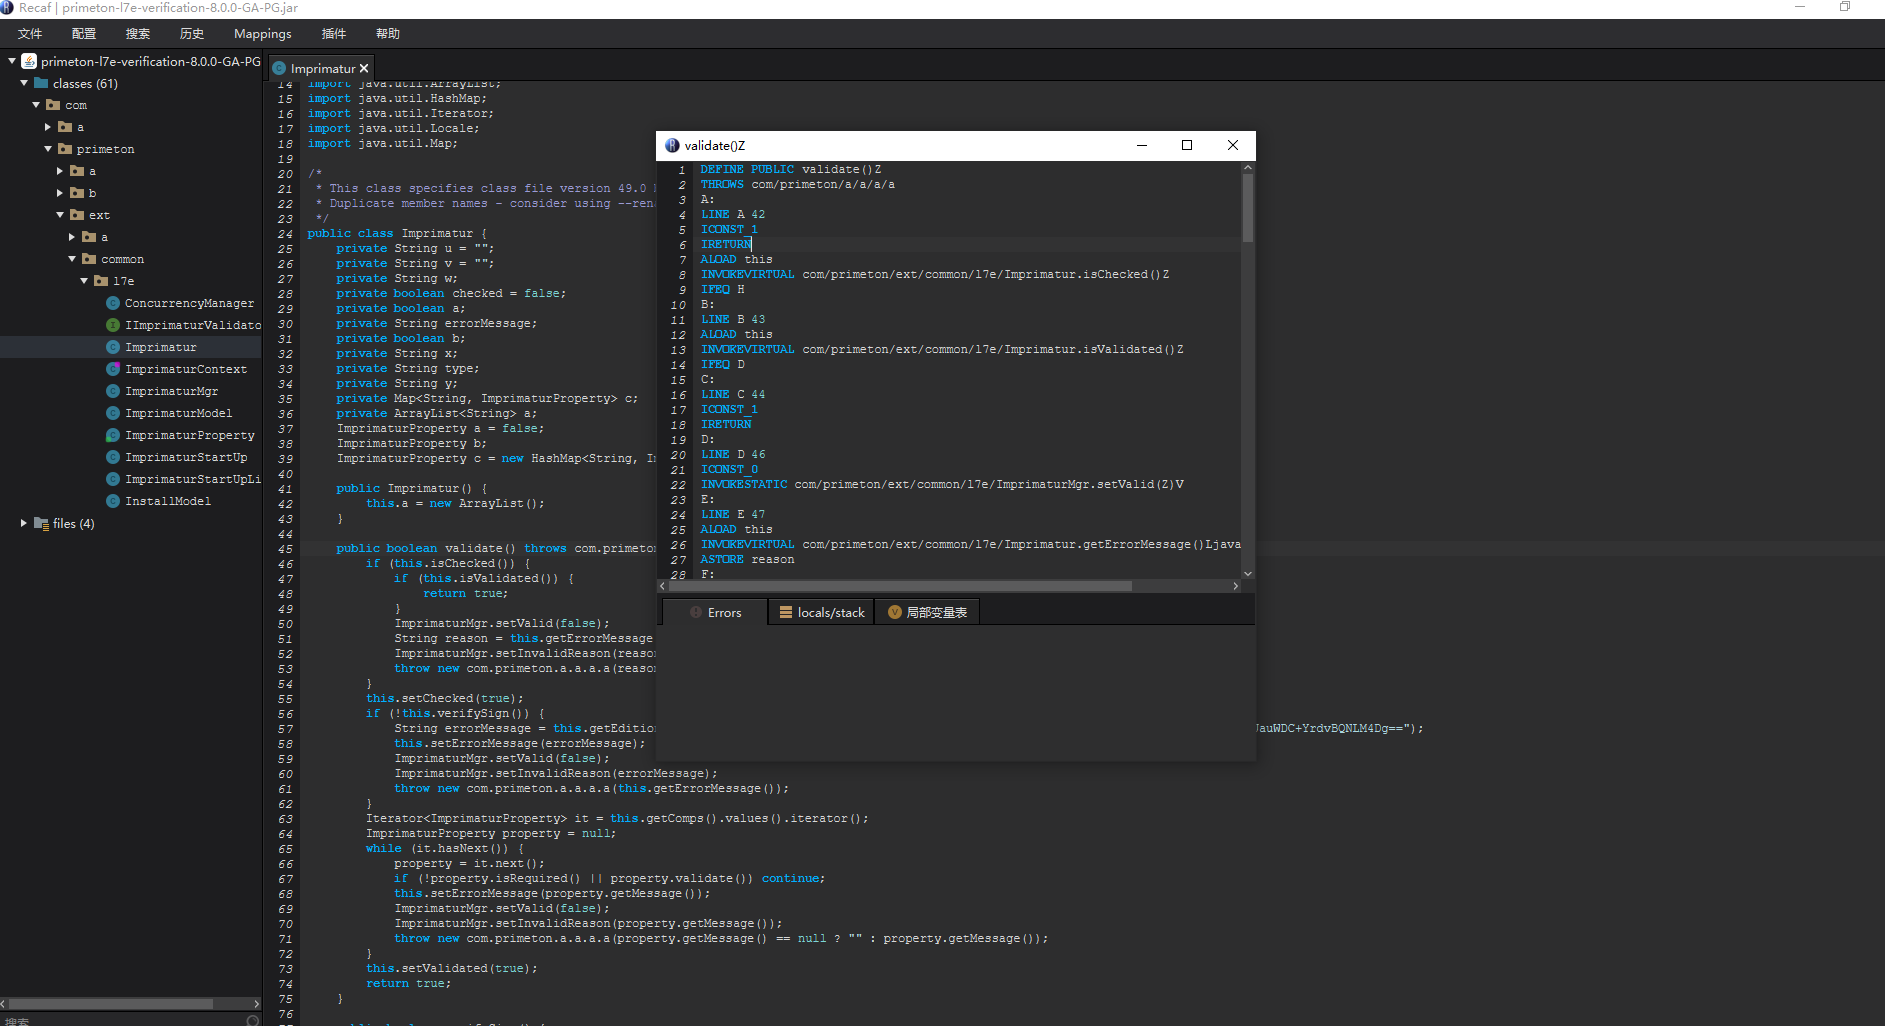 Recaf | primeton-l7e-verification-8.0.0-GA-PG.jar
文件 配置 搜索 历史 Mappings 插件 帮助
primeton-l7e-verification-8.0.0-GA-PG
classes (61)
com
a
primeton
a
b
ext
a
common
l7e
ConcurrencyManager
IImprimaturValidato
Imprimatur
ImprimaturContext
ImprimaturMgr
ImprimaturModel
ImprimaturProperty
ImprimaturStartUp
ImprimaturStartUpLi
InstallModel
files (4)
搜索
Imprimatur
14 import java.util.ArrayList;
15 import java.util.HashMap;
16 import java.util.Iterator;
17 import java.util.Locale;
18 import java.util.Map;
19
20 /*
21 * This class specifies class file version 49.0
22 * Duplicate member names - consider using --rena
23 */
24 public class Imprimatur {
25 private String u = "";
26 private String v = "";
27 private String w;
28 private boolean checked = false;
29 private boolean a;
30 private String errorMessage;
31 private boolean b;
32 private String x;
33 private String type;
34 private String y;
35 private Map<String, ImprimaturProperty> c;
36 private ArrayList<String> a;
37 ImprimaturProperty a = false;
38 ImprimaturProperty b;
39 ImprimaturProperty c = new HashMap<String, I
40
41 public Imprimatur() {
42 this.a = new ArrayList();
43 }
44
45 public boolean validate() throws com.primeton
46 if (this.isChecked()) {
47 if (this.isValidated()) {
48 return true;
49 }
50 ImprimaturMgr.setValid(false);
51 String reason = this.getErrorMessage
52 ImprimaturMgr.setInvalidReason(reaso
53 throw new com.primeton.a.a.a.a(reaso
54 }
55 this.setChecked(true);
56 if (!this.verifySign()) {
57 String errorMessage = this.getEditio JauWDC+YrdvBQNLM4Dg==");
58 this.setErrorMessage(errorMessage);
59 ImprimaturMgr.setValid(false);
60 ImprimaturMgr.setInvalidReason(errorMessage);
61 throw new com.primeton.a.a.a.a(this.getErrorMessage());
62 }
63 Iterator<ImprimaturProperty> it = this.getComps().values().iterator();
64 ImprimaturProperty property = null;
65 while (it.hasNext()) {
66 property = it.next();
67 if (!property.isRequired() || property.validate()) continue;
68 this.setErrorMessage(property.getMessage());
69 ImprimaturMgr.setValid(false);
70 ImprimaturMgr.setInvalidReason(property.getMessage());
71 throw new com.primeton.a.a.a.a(property.getMessage() == null ? "" : property.getMessage());
72 }
73 this.setValidated(true);
74 return true;
75 }
76
validate()Z
1 DEFINE PUBLIC validate()Z
2 THROWS com/primeton/a/a/a/a
3 A:
4 LINE A 42
5 ICONST_1
6 IRETURN
7 ALOAD this
8 INVOKEVIRTUAL com/primeton/ext/common/l7e/Imprimatur.isChecked()Z
9 IFEQ H
10 B:
11 LINE B 43
12 ALOAD this
13 INVOKEVIRTUAL com/primeton/ext/common/l7e/Imprimatur.isValidated()Z
14 IFEQ D
15 C:
16 LINE C 44
17 ICONST_1
18 IRETURN
19 D:
20 LINE D 46
21 ICONST_0
22 INVOKESTATIC com/primeton/ext/common/l7e/ImprimaturMgr.setValid(Z)V
23 E:
24 LINE E 47
25 ALOAD this
26 INVOKEVIRTUAL com/primeton/ext/common/l7e/Imprimatur.getErrorMessage()Ljava
27 ASTORE reason
28 F:
Errors locals/stack 局部变量表